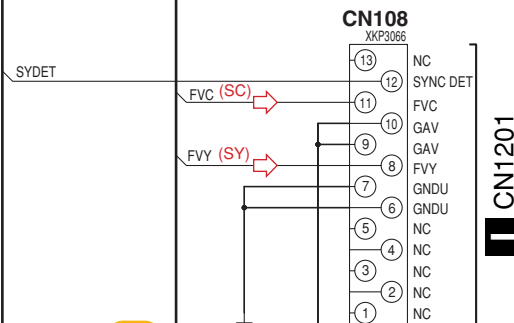 CN108
XKP3066
13 NC
SYDET
12 SYNC DET
FVC (SC)
11 FVC
10 GAV
9 GAV
FVY (SY)
8 FVY
7 GNDU
6 GNDU
5 NC
4 NC
3 NC
2 NC
1 NC
CN1201